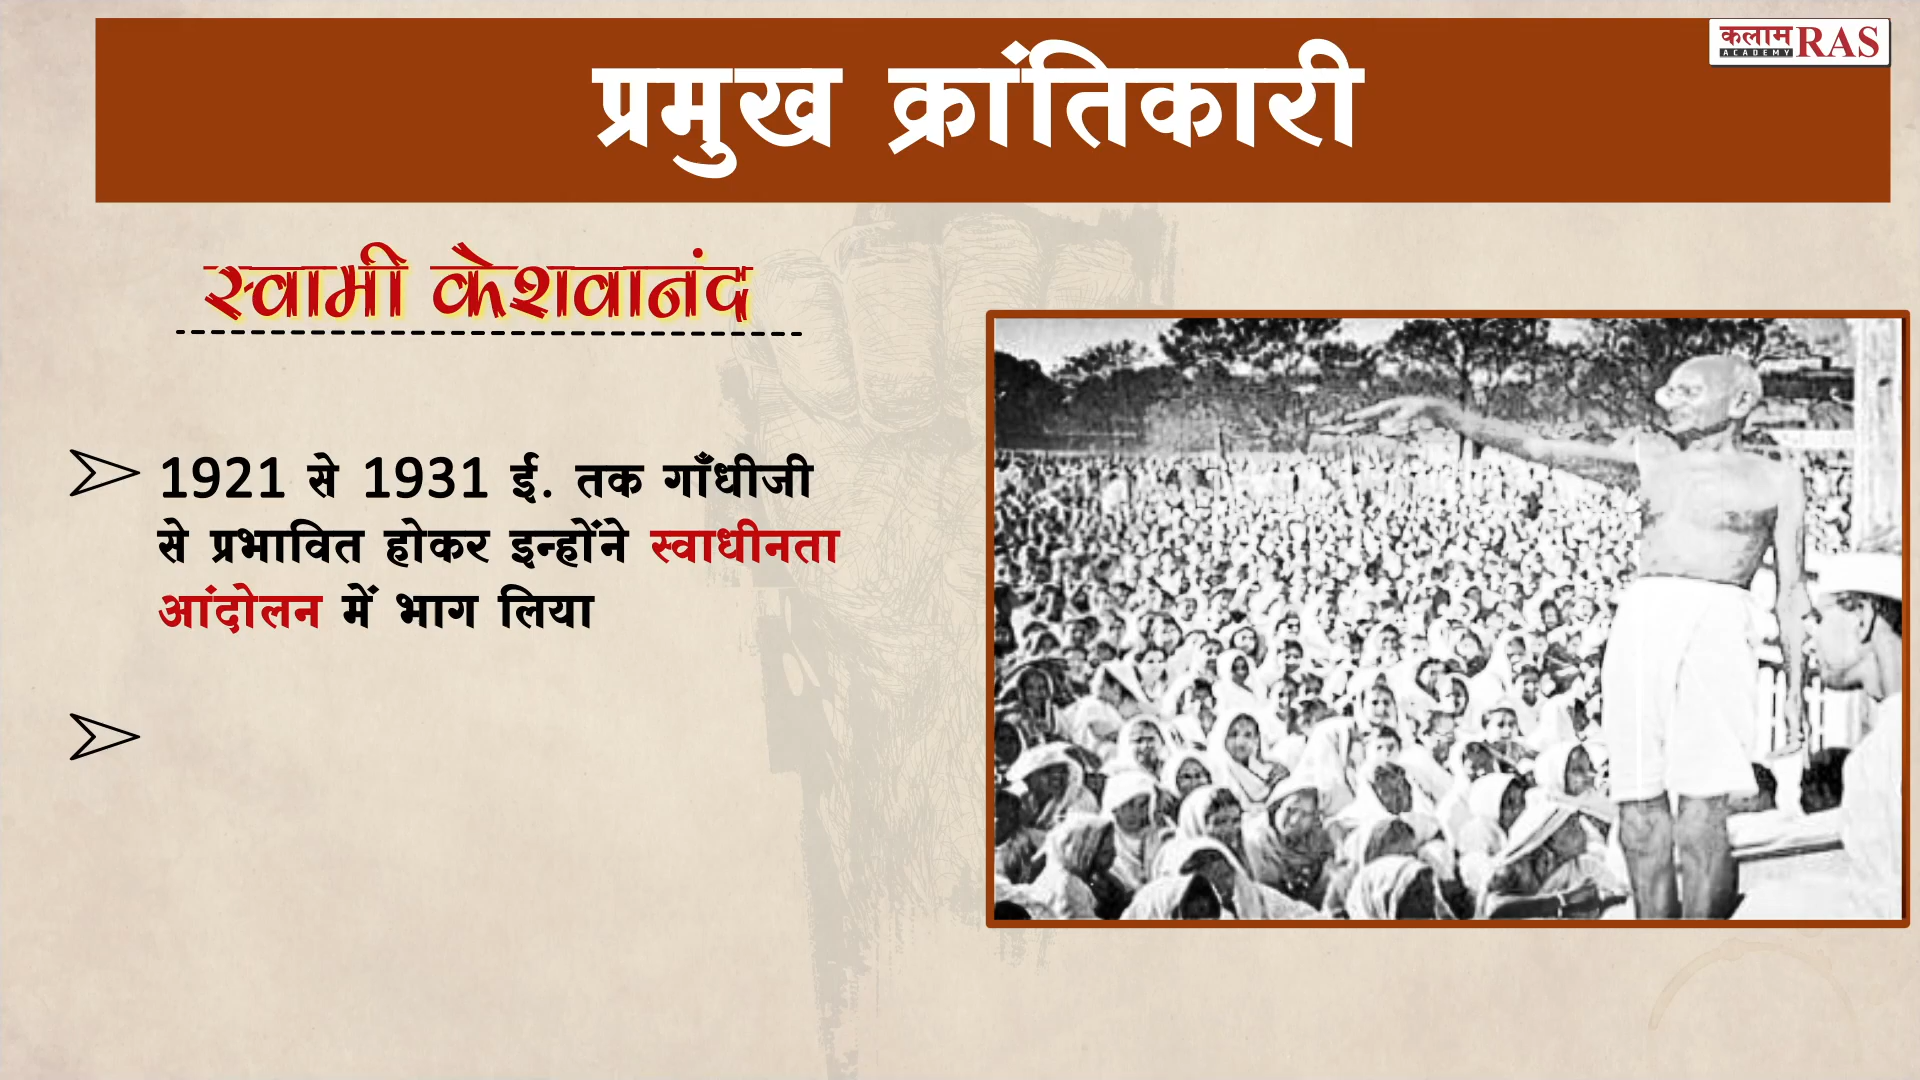 प्रमुख क्रांतिकारी
कलाम
ACADEMY
RAS
स्वामी केशवानंद
1921 से 1931 ई. तक गाँधीजी
से प्रभावित होकर इन्होंने स्वाधीनता
आंदोलन में भाग लिया